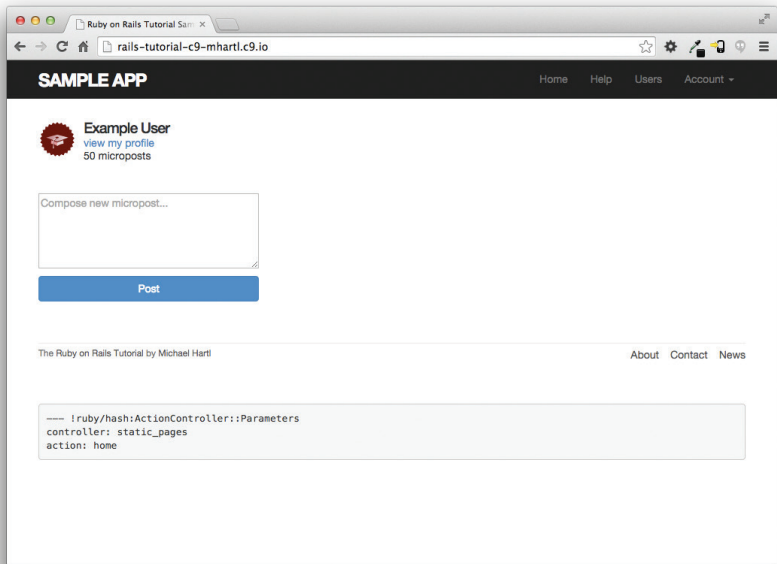 Ruby on Rails Tutorial Sam
rails-tutorial-c9-mhartl.c9.io
SAMPLE APP
Home Help Users Account
Example User
view my profile
50 microposts
Compose new micropost...
Post
The Ruby on Rails Tutorial by Michael Hartl
About Contact News
--- !ruby/hash:ActionController::Parameters
controller: static_pages
action: home